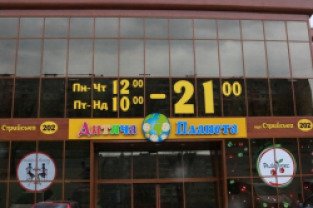 Пн-Чт 12 00 - 21 00
Пт-Нд 10 00
Стрийська 202 Дитяча Планета Стрийська 202